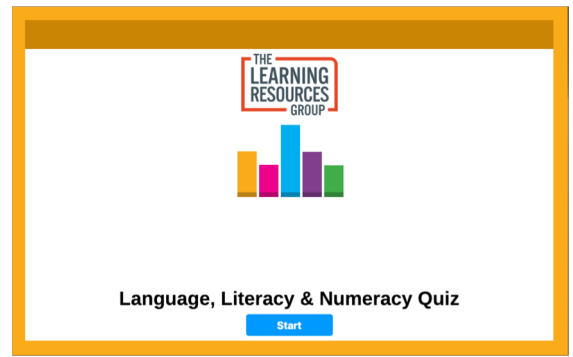 THE
LEARNING
RESOURCES
GROUP
Language, Literacy & Numeracy Quiz
Start